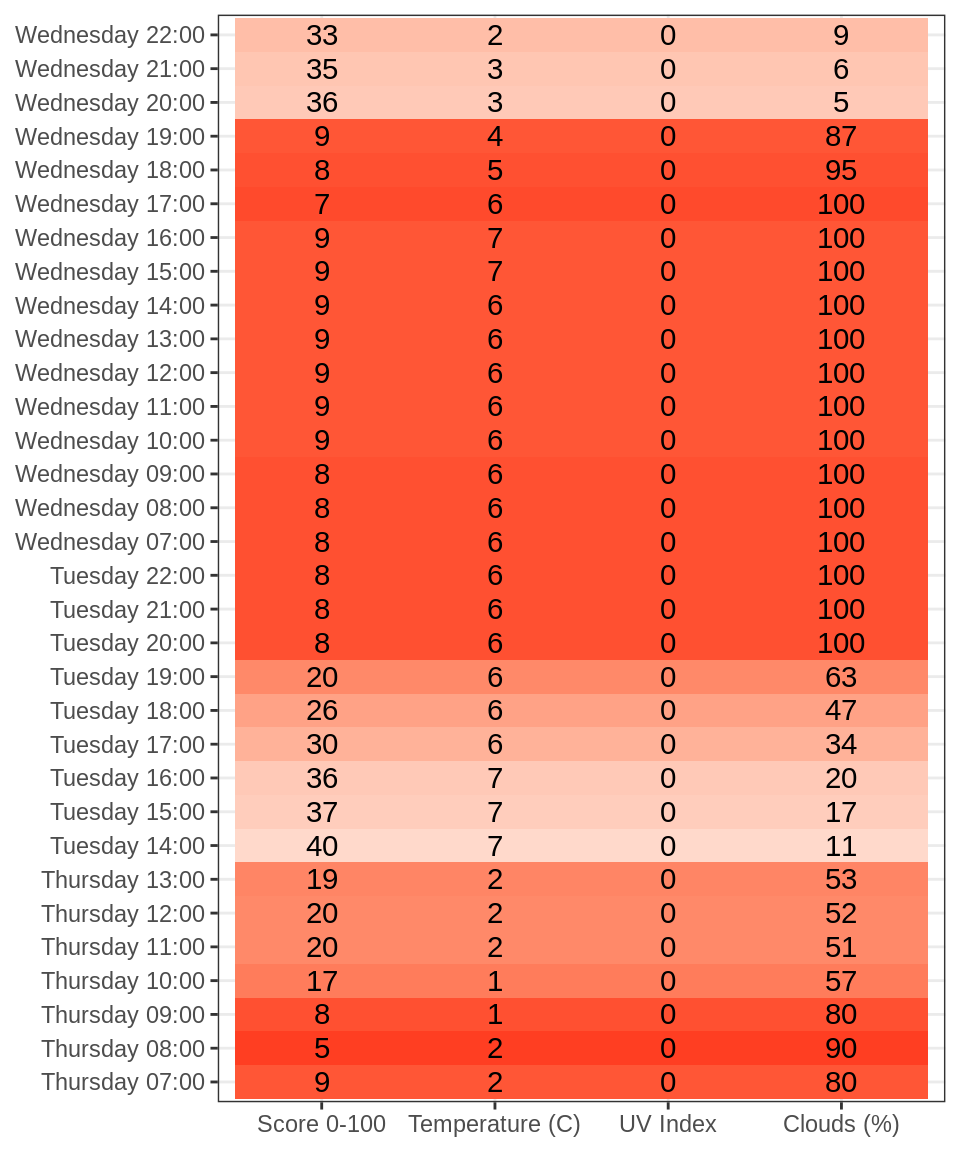 Wednesday 22:00 33 2 0 9
Wednesday 21:00 35 3 0 6
Wednesday 20:00 36 3 0 5
Wednesday 19:00 9 4 0 87
Wednesday 18:00 8 5 0 95
Wednesday 17:00 7 6 0 100
Wednesday 16:00 9 7 0 100
Wednesday 15:00 9 7 0 100
Wednesday 14:00 9 6 0 100
Wednesday 13:00 9 6 0 100
Wednesday 12:00 9 6 0 100
Wednesday 11:00 9 6 0 100
Wednesday 10:00 9 6 0 100
Wednesday 09:00 8 6 0 100
Wednesday 08:00 8 6 0 100
Wednesday 07:00 8 6 0 100
Tuesday 22:00 8 6 0 100
Tuesday 21:00 8 6 0 100
Tuesday 20:00 8 6 0 100
Tuesday 19:00 20 6 0 63
Tuesday 18:00 26 6 0 47
Tuesday 17:00 30 6 0 34
Tuesday 16:00 36 7 0 20
Tuesday 15:00 37 7 0 17
Tuesday 14:00 40 7 0 11
Thursday 13:00 19 2 0 53
Thursday 12:00 20 2 0 52
Thursday 11:00 20 2 0 51
Thursday 10:00 17 1 0 57
Thursday 09:00 8 1 0 80
Thursday 08:00 5 2 0 90
Thursday 07:00 9 2 0 80
Score 0-100 Temperature (C) UV Index Clouds (%)